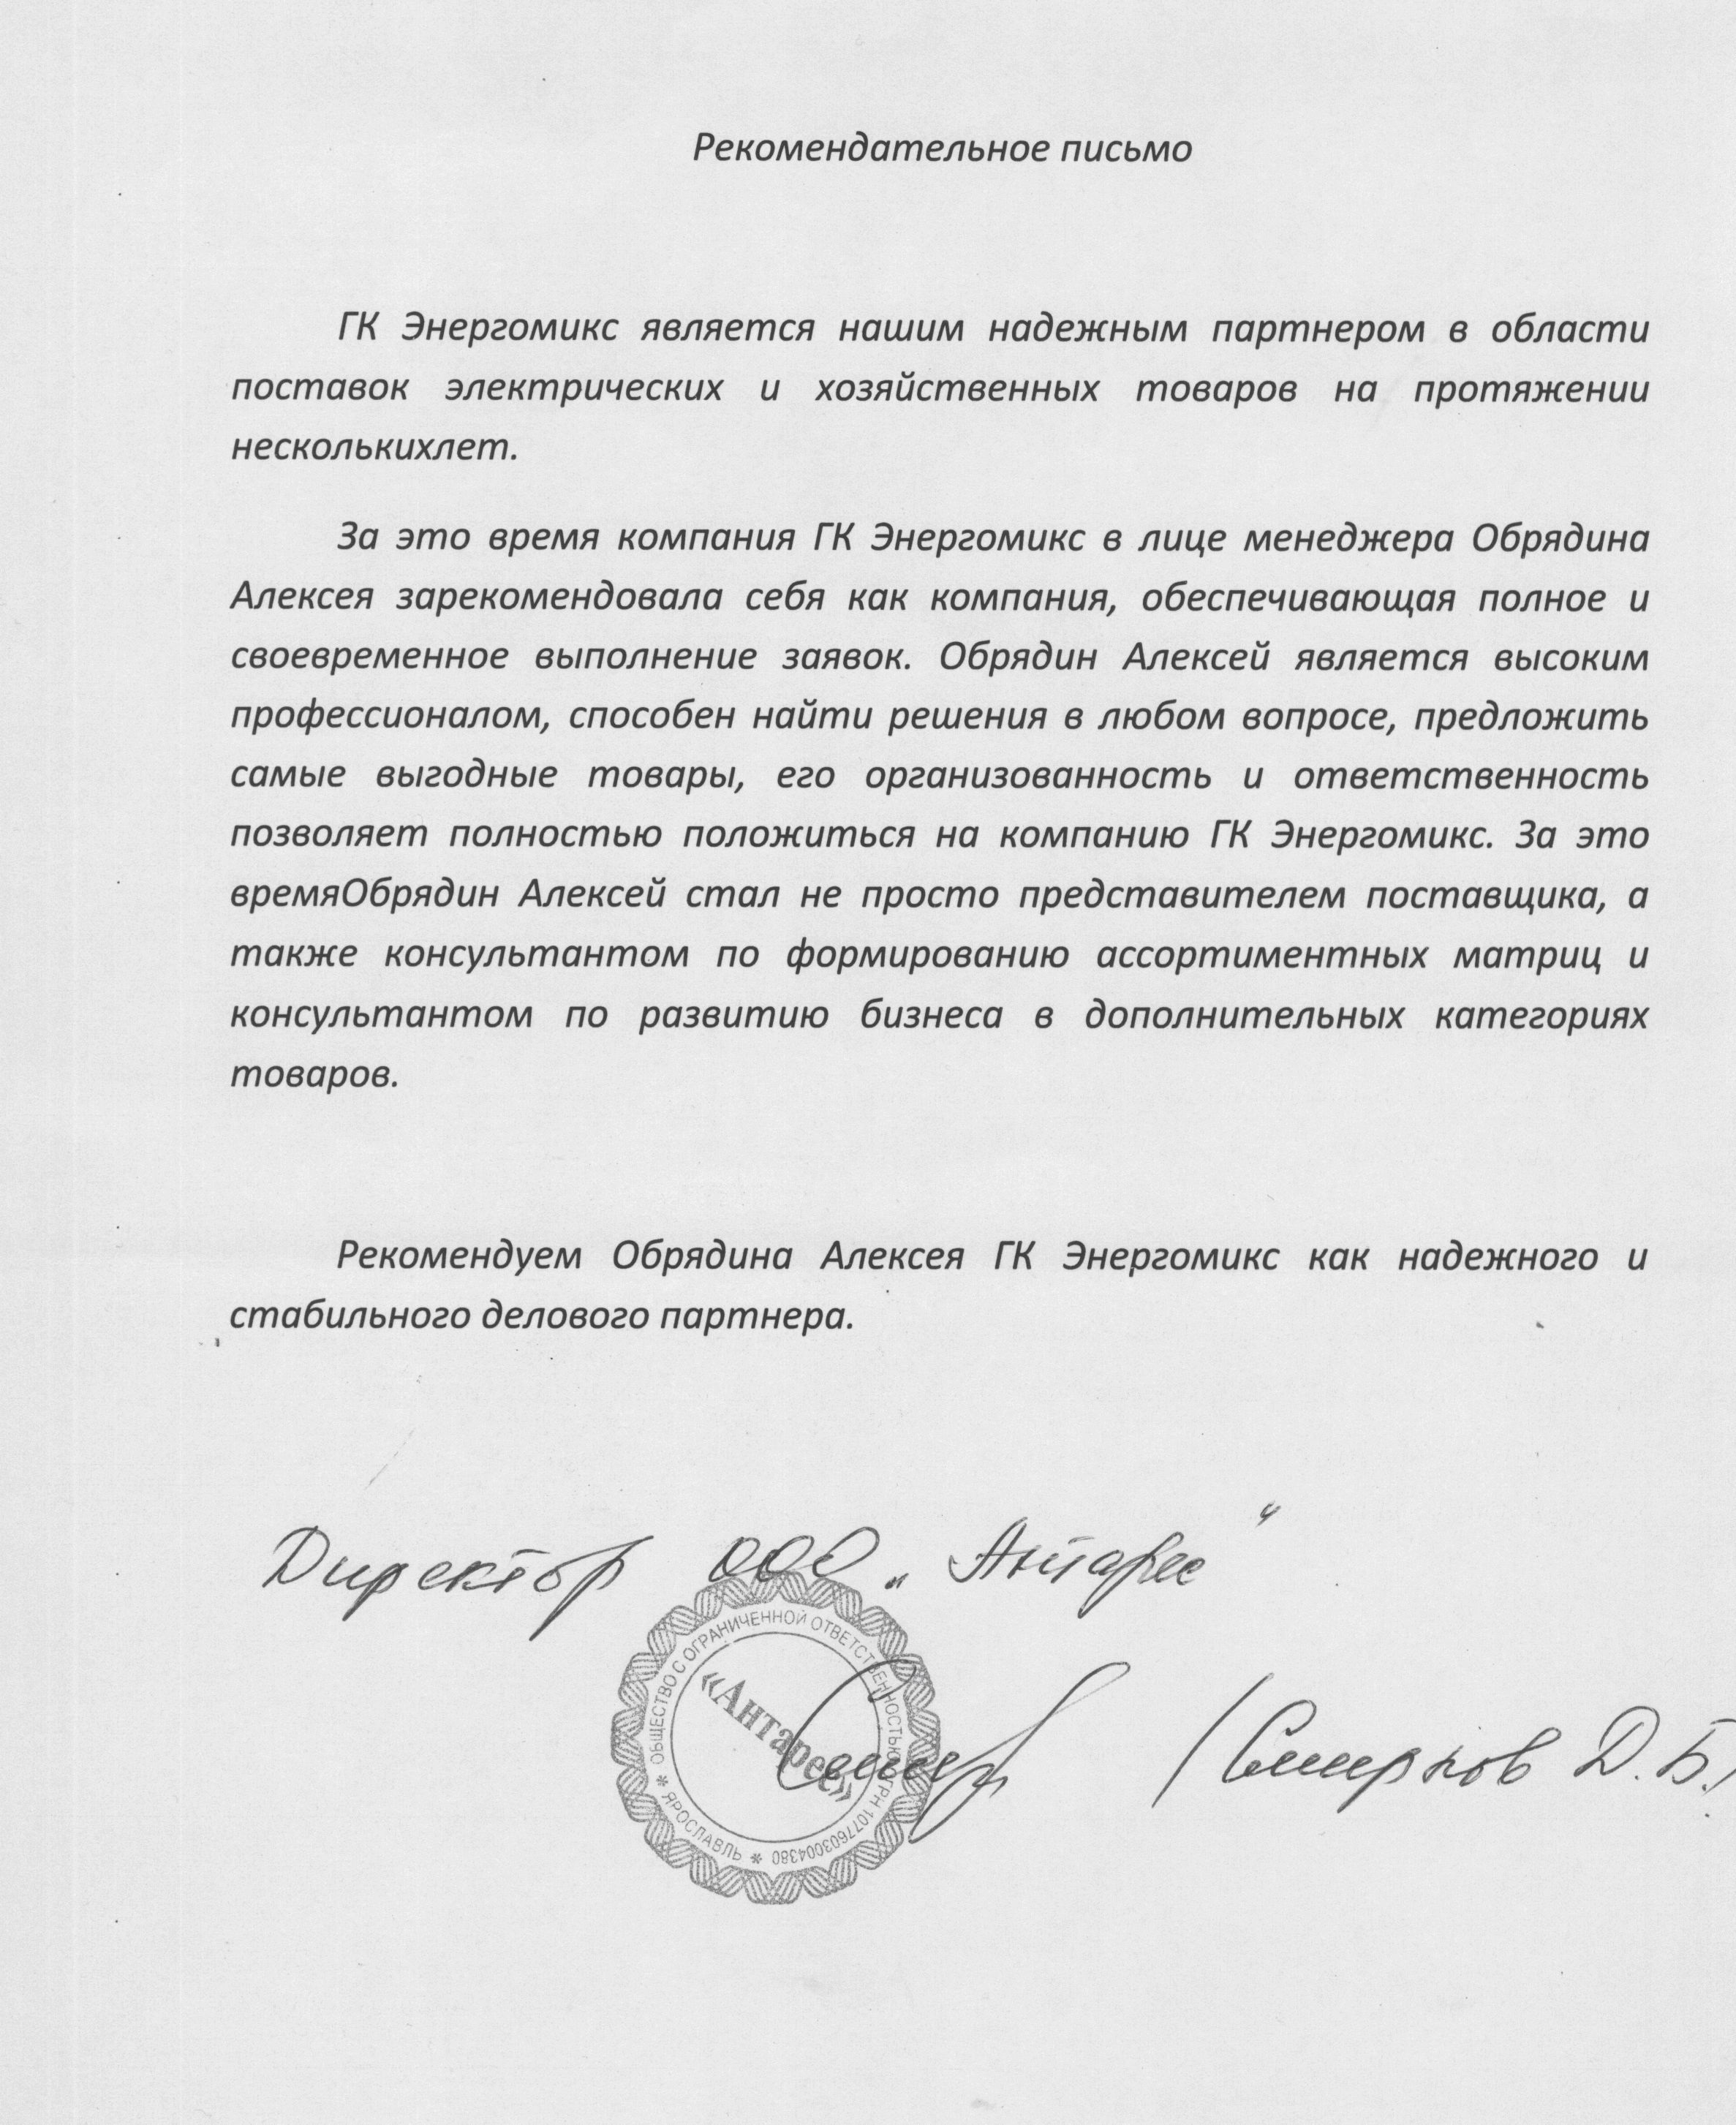 Рекомендательное письмо
ГК Энергомикс является нашим надежным партнером в области
поставок электрических и хозяйственных товаров на протяжении
несколькихлет.
За это время компания ГК Энергомикс в лице менеджера Обрядина
Алексея зарекомендовала себя как компания, обеспечивающая полное и
своевременное выполнение заявок. Обрядин Алексей является высоким
профессионалом, способен найти решения в любом вопросе, предложить
самые выгодные товары, его организованность и ответственность
позволяет полностью положиться на компанию ГК Энергомикс. За это
времяОбрядин Алексей стал не просто представителем поставщика, а
также консультантом по формированию ассортиментных матриц и
консультантом по развитию бизнеса в дополнительных категориях
товаров.
Рекомендуем Обрядина Алексея ГК Энергомикс как надежного и
стабильного делового партнера.
Директор ООО „Антарес"
ОБЩЕСТВО С ОГРАНИЧЕННОЙ ОТВЕТСТВЕННОСТЬЮ
ОГРН 1077603004380 * ЯРОСЛАВЛЬ *
«Антарес»
(Смирнов Д.Б.)